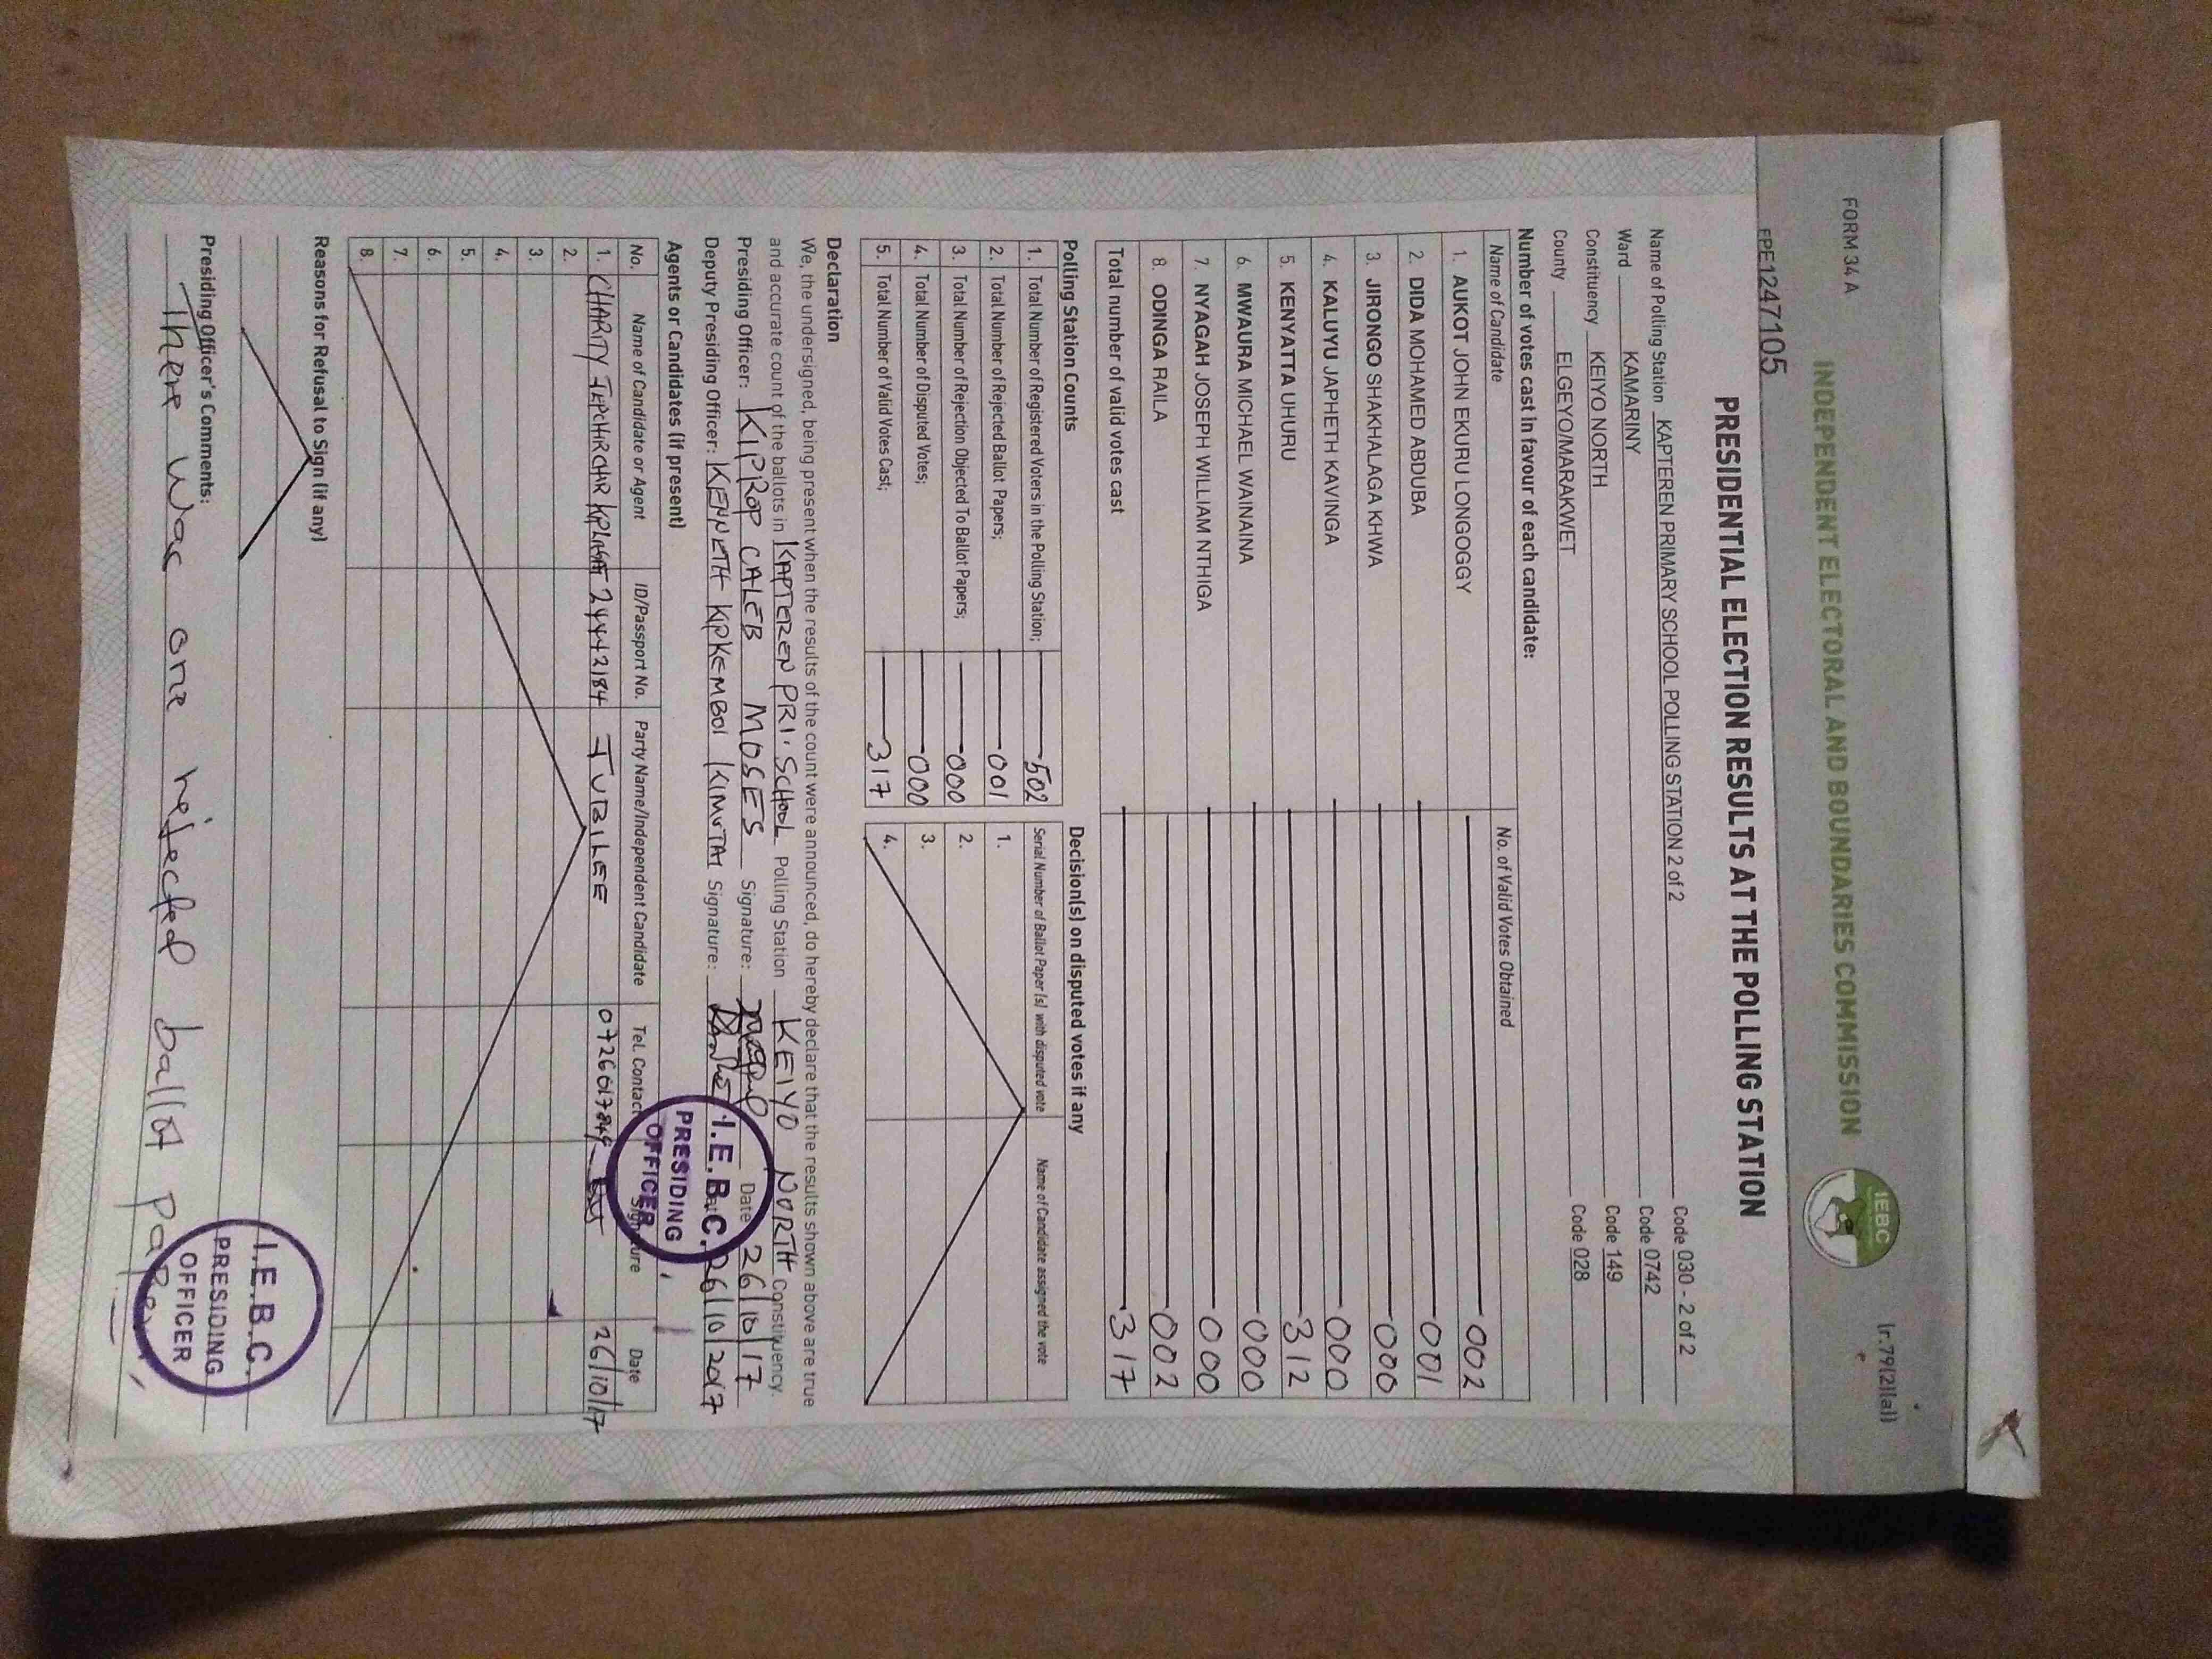 FORM 34 A
(r.79(2)(a))
INDEPENDENT ELECTORAL AND BOUNDARIES COMMISSION
IEBC
FPE1247105
PRESIDENTIAL ELECTION RESULTS AT THE POLLING STATION
Name of Polling Station KAPTEREN PRIMARY SCHOOL POLLING STATION 2 of 2 Code 030 - 2 of 2
Ward KAMARINY Code 0742
Constituency KEIYO NORTH Code 149
County ELGEYO/MARAKWET Code 028
Number of votes cast in favour of each candidate:
Name of Candidate No. of Valid Votes Obtained
1. AUKOT JOHN EKURU LONGOGGY 002
2. DIDA MOHAMED ABDUBA 001
3. JIRONGO SHAKHALAGA KHWA 000
4. KALUYU JAPHETH KAVINGA 000
5. KENYATTA UHURU 312
6. MWAURA MICHAEL WAINAINA 000
7. NYAGAH JOSEPH WILLIAM NTHIGA 000
8. ODINGA RAILA 002
Total number of valid votes cast 317
Polling Station Counts
1. Total Number of Registered Voters in the Polling Station; 502
2. Total Number of Rejected Ballot Papers; 001
3. Total Number of Rejection Objected To Ballot Papers; 000
4. Total Number of Disputed Votes; 000
5. Total Number of Valid Votes Cast; 317
Decision(s) on disputed votes if any
Serial Number of Ballot Paper (s) with disputed vote Name of Candidate assigned the vote
1.
2.
3.
4.
Declaration
We, the undersigned, being present when the results of the count were announced, do hereby declare that the results shown above are true
and accurate count of the ballots in KAPTEREN PRI. SCHOOL Polling Station KEIYO NORTH Constituency.
Presiding Officer: KIPROP CALEB MOSES Signature: Date 26/10/17
Deputy Presiding Officer: KENNETH KIPKEMBOI KIMUTAI Signature: 26/10/2017
I.E.B.C.
PRESIDING
OFFICER
Agents or Candidates (if present)
No. Name of Candidate or Agent ID/Passport No. Party Name/Independent Candidate Tel. Contact Signature Date
1. CHARITY JEPCHIRCHIR KIPLAGAT 24442184 JUBILEE 26/10/17
2.
3.
4.
5.
6.
7.
8.
Reasons for Refusal to Sign (if any)
Presiding Officer's Comments:
There was one rejected ballot paper
I.E.B.C.
PRESIDING
OFFICER